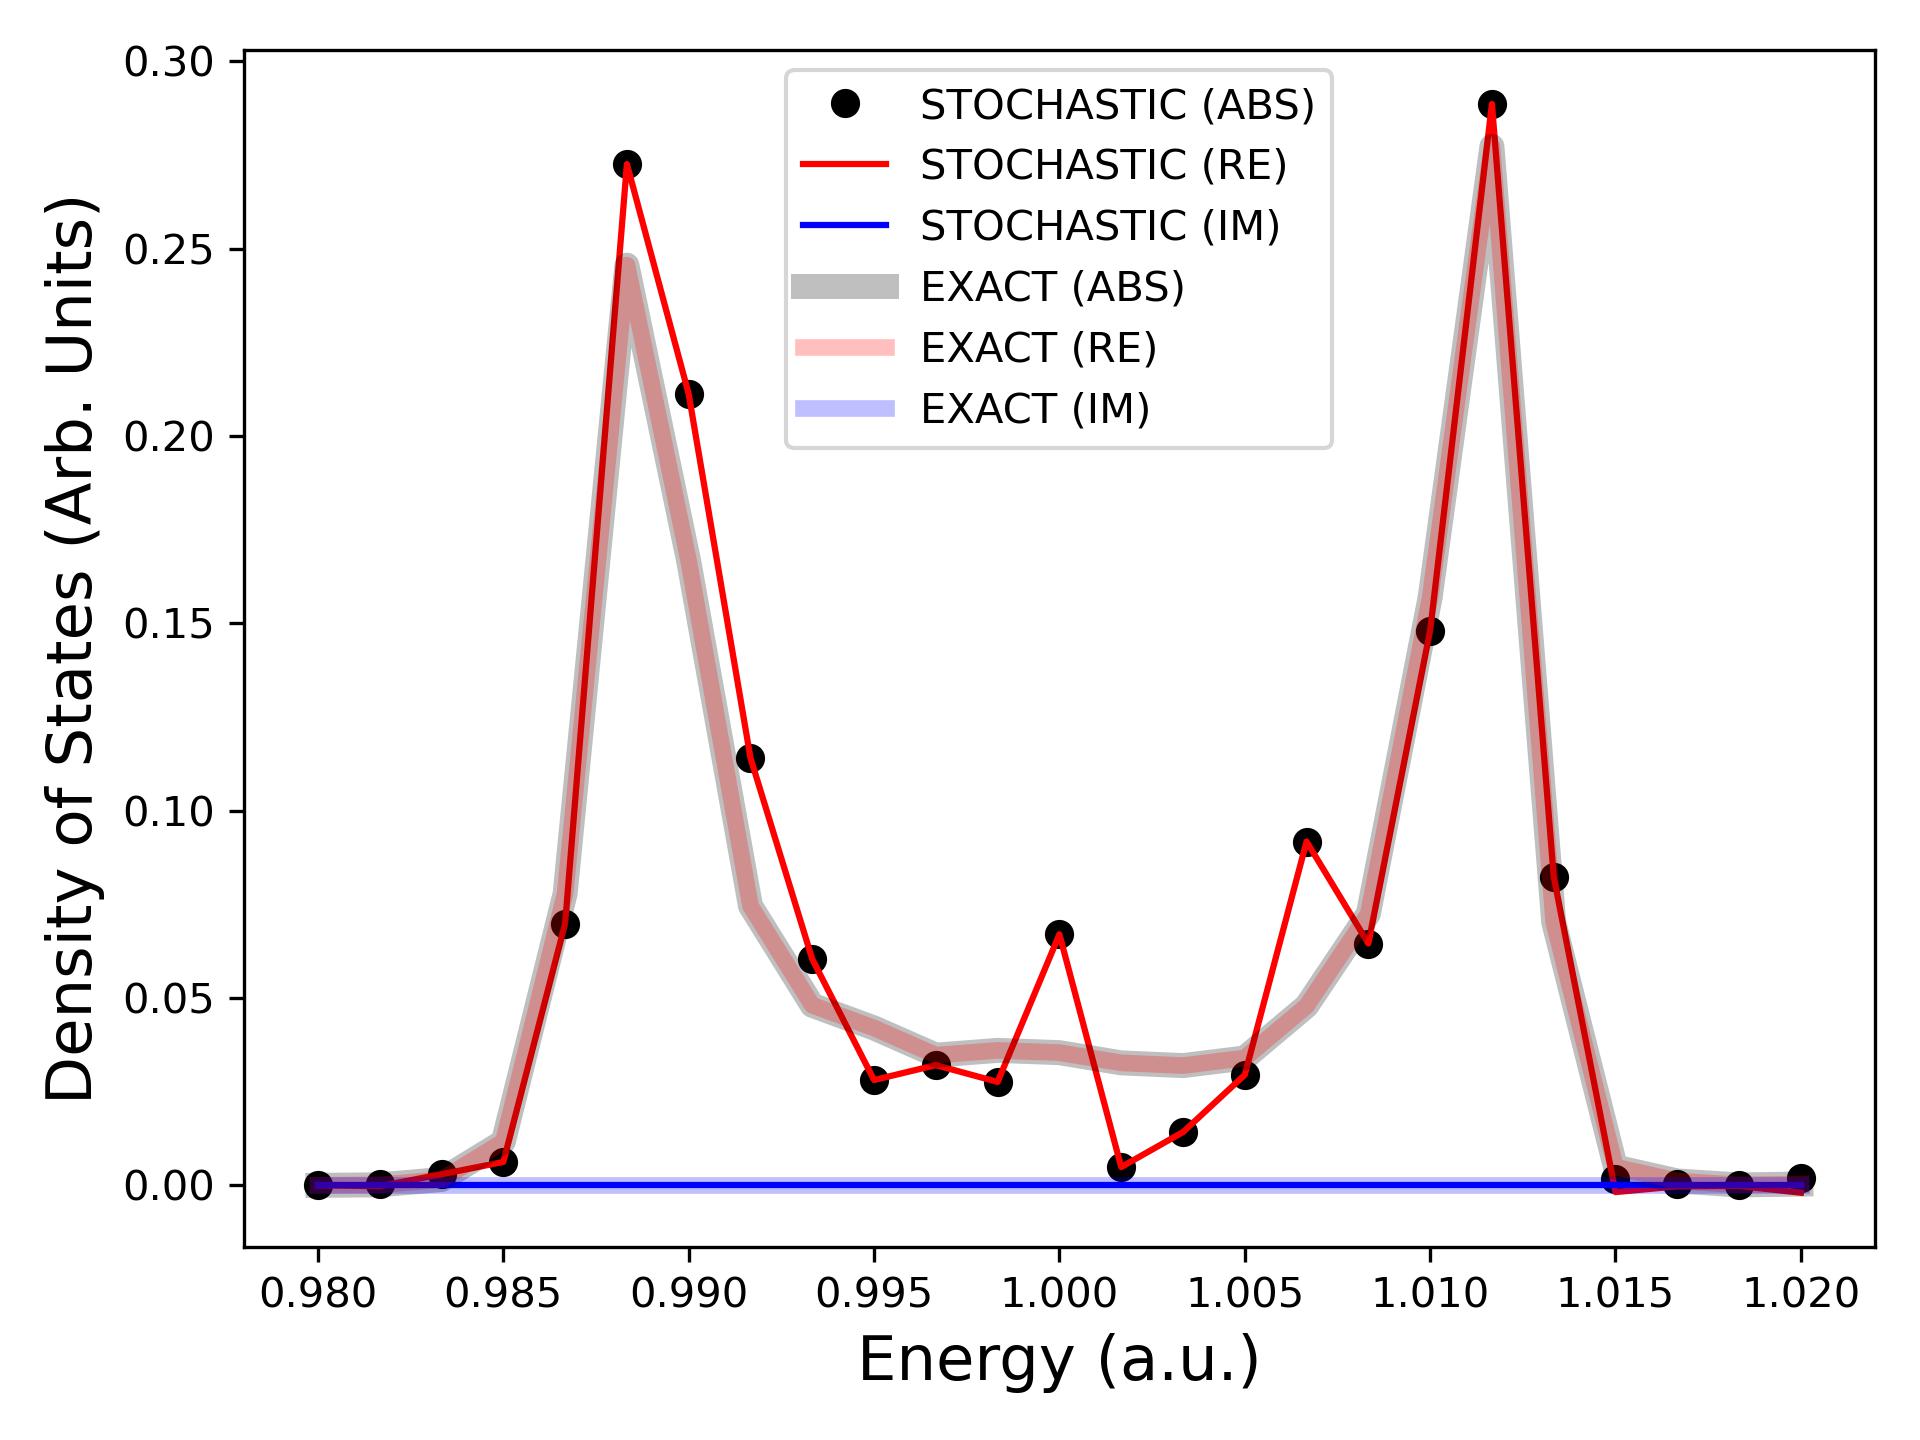 0.30
0.25
0.20
0.15
0.10
0.05
0.00
Density of States (Arb. Units)
STOCHASTIC (ABS)
STOCHASTIC (RE)
STOCHASTIC (IM)
EXACT (ABS)
EXACT (RE)
EXACT (IM)
0.980 0.985 0.990 0.995 1.000 1.005 1.010 1.015 1.020
Energy (a.u.)